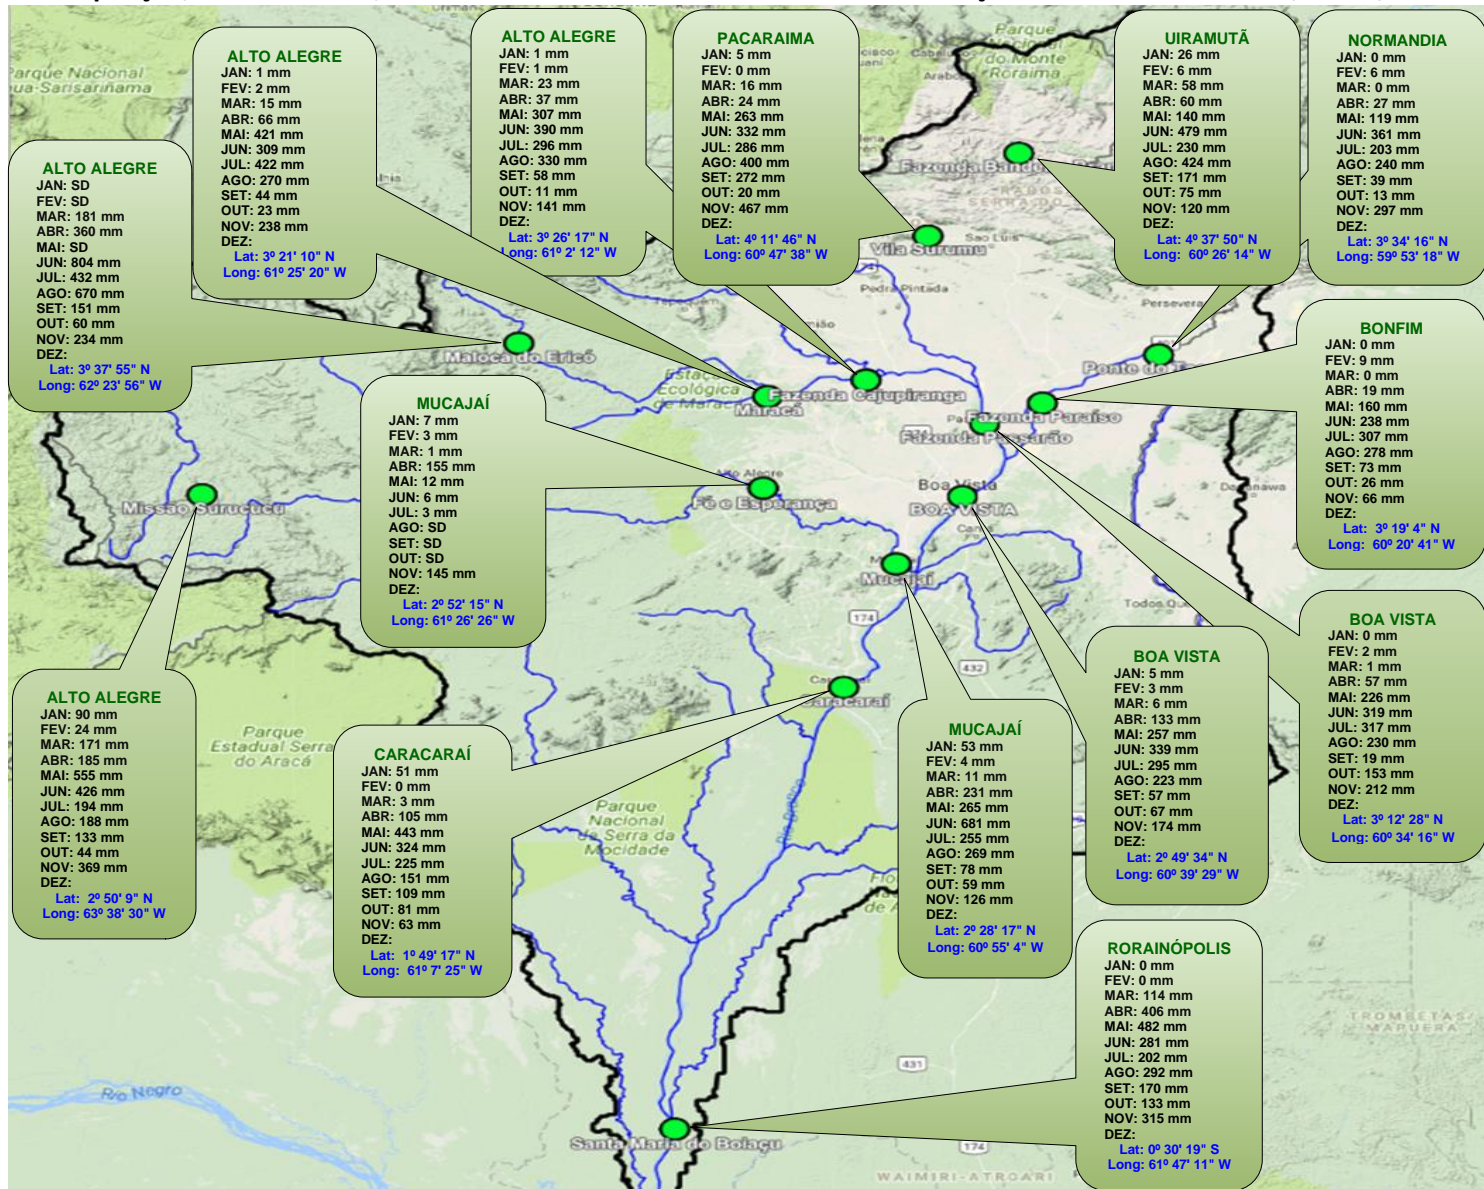 ALTO ALEGRE
JAN: SD
FEV: SD
MAR: 181 mm
ABR: 360 mm
MAI: SD
JUN: 804 mm
JUL: 432 mm
AGO: 670 mm
SET: 151 mm
OUT: 60 mm
NOV: 234 mm
DEZ:
Lat: 3º 37' 55" N
Long: 62º 23' 56" W
ALTO ALEGRE
JAN: 1 mm
FEV: 2 mm
MAR: 15 mm
ABR: 66 mm
MAI: 421 mm
JUN: 309 mm
JUL: 422 mm
AGO: 270 mm
SET: 44 mm
OUT: 23 mm
NOV: 238 mm
DEZ:
Lat: 3º 21' 10" N
Long: 61º 25' 20" W
ALTO ALEGRE
JAN: 1 mm
FEV: 1 mm
MAR: 23 mm
ABR: 37 mm
MAI: 307 mm
JUN: 390 mm
JUL: 296 mm
AGO: 330 mm
SET: 58 mm
OUT: 11 mm
NOV: 141 mm
DEZ:
Lat: 3º 26' 17" N
Long: 61º 2' 12" W
PACARAIMA
JAN: 5 mm
FEV: 0 mm
MAR: 16 mm
ABR: 24 mm
MAI: 263 mm
JUN: 332 mm
JUL: 286 mm
AGO: 400 mm
SET: 272 mm
OUT: 20 mm
NOV: 467 mm
DEZ:
Lat: 4º 11' 46" N
Long: 60º 47' 38" W
UIRAMUTÃ
JAN: 26 mm
FEV: 6 mm
MAR: 58 mm
ABR: 60 mm
MAI: 140 mm
JUN: 479 mm
JUL: 230 mm
AGO: 424 mm
SET: 171 mm
OUT: 75 mm
NOV: 120 mm
DEZ:
Lat: 4º 37' 50" N
Long: 60º 26' 14" W
NORMANDIA
JAN: 0 mm
FEV: 6 mm
MAR: 0 mm
ABR: 27 mm
MAI: 119 mm
JUN: 361 mm
JUL: 203 mm
AGO: 240 mm
SET: 39 mm
OUT: 13 mm
NOV: 297 mm
DEZ:
Lat: 3º 34' 16" N
Long: 59º 53' 18" W
BONFIM
JAN: 0 mm
FEV: 9 mm
MAR: 0 mm
ABR: 19 mm
MAI: 160 mm
JUN: 238 mm
JUL: 307 mm
AGO: 278 mm
SET: 73 mm
OUT: 26 mm
NOV: 66 mm
DEZ:
Lat: 3º 19' 4" N
Long: 60º 20' 41" W
MUCAJAÍ
JAN: 7 mm
FEV: 3 mm
MAR: 1 mm
ABR: 155 mm
MAI: 12 mm
JUN: 6 mm
JUL: 3 mm
AGO: SD
SET: SD
OUT: SD
NOV: 145 mm
DEZ:
Lat: 2º 52' 15" N
Long: 61º 26' 26" W
BOA VISTA
JAN: 0 mm
FEV: 2 mm
MAR: 1 mm
ABR: 57 mm
MAI: 226 mm
JUN: 319 mm
JUL: 317 mm
AGO: 230 mm
SET: 19 mm
OUT: 153 mm
NOV: 212 mm
DEZ:
Lat: 3º 12' 28" N
Long: 60º 34' 16" W
BOA VISTA
JAN: 5 mm
FEV: 3 mm
MAR: 6 mm
ABR: 133 mm
MAI: 257 mm
JUN: 339 mm
JUL: 295 mm
AGO: 223 mm
SET: 57 mm
OUT: 67 mm
NOV: 174 mm
DEZ:
Lat: 2º 49' 34" N
Long: 60º 39' 29" W
ALTO ALEGRE
JAN: 90 mm
FEV: 24 mm
MAR: 171 mm
ABR: 185 mm
MAI: 555 mm
JUN: 426 mm
JUL: 194 mm
AGO: 188 mm
SET: 133 mm
OUT: 44 mm
NOV: 369 mm
DEZ:
Lat: 2º 50' 9" N
Long: 63º 38' 30" W
CARACARAÍ
JAN: 51 mm
FEV: 0 mm
MAR: 3 mm
ABR: 105 mm
MAI: 443 mm
JUN: 324 mm
JUL: 225 mm
AGO: 151 mm
SET: 109 mm
OUT: 81 mm
NOV: 63 mm
DEZ:
Lat: 1º 49' 17" N
Long: 61º 7' 25" W
MUCAJAÍ
JAN: 53 mm
FEV: 4 mm
MAR: 11 mm
ABR: 231 mm
MAI: 265 mm
JUN: 681 mm
JUL: 255 mm
AGO: 269 mm
SET: 78 mm
OUT: 59 mm
NOV: 126 mm
DEZ:
Lat: 2º 28' 17" N
Long: 60º 55' 4" W
RORAINÓPOLIS
JAN: 0 mm
FEV: 0 mm
MAR: 114 mm
ABR: 406 mm
MAI: 482 mm
JUN: 281 mm
JUL: 202 mm
AGO: 292 mm
SET: 170 mm
OUT: 133 mm
NOV: 315 mm
DEZ:
Lat: 0º 30' 19" S
Long: 61º 47' 11" W
Parque Nacional
Parque
do Monte
Roraima
Fazenda
Vila Surumu
Sao Luis
Pedra Pintada
Maloca do Ericó
Ecológica
de Maracá
Maracá
Fazenda Cajupiranga
Ponte do
Fazenda Paraíso
Fazenda Passarão
Missão Surucucu
Alto Alegre
Fé e Esperança
Boa Vista
BOA VISTA
Mucajaí
174
432
Caracaraí
Parque
Estadual Serra
do Aracá
Parque
Nacional
da Serra da
Mocidade
Rio Branco
Rio Negro
431
174
Santa Maria do Boiaçu
TROMBETAS/
MAPUERA
WAIMIRI-ATROARI